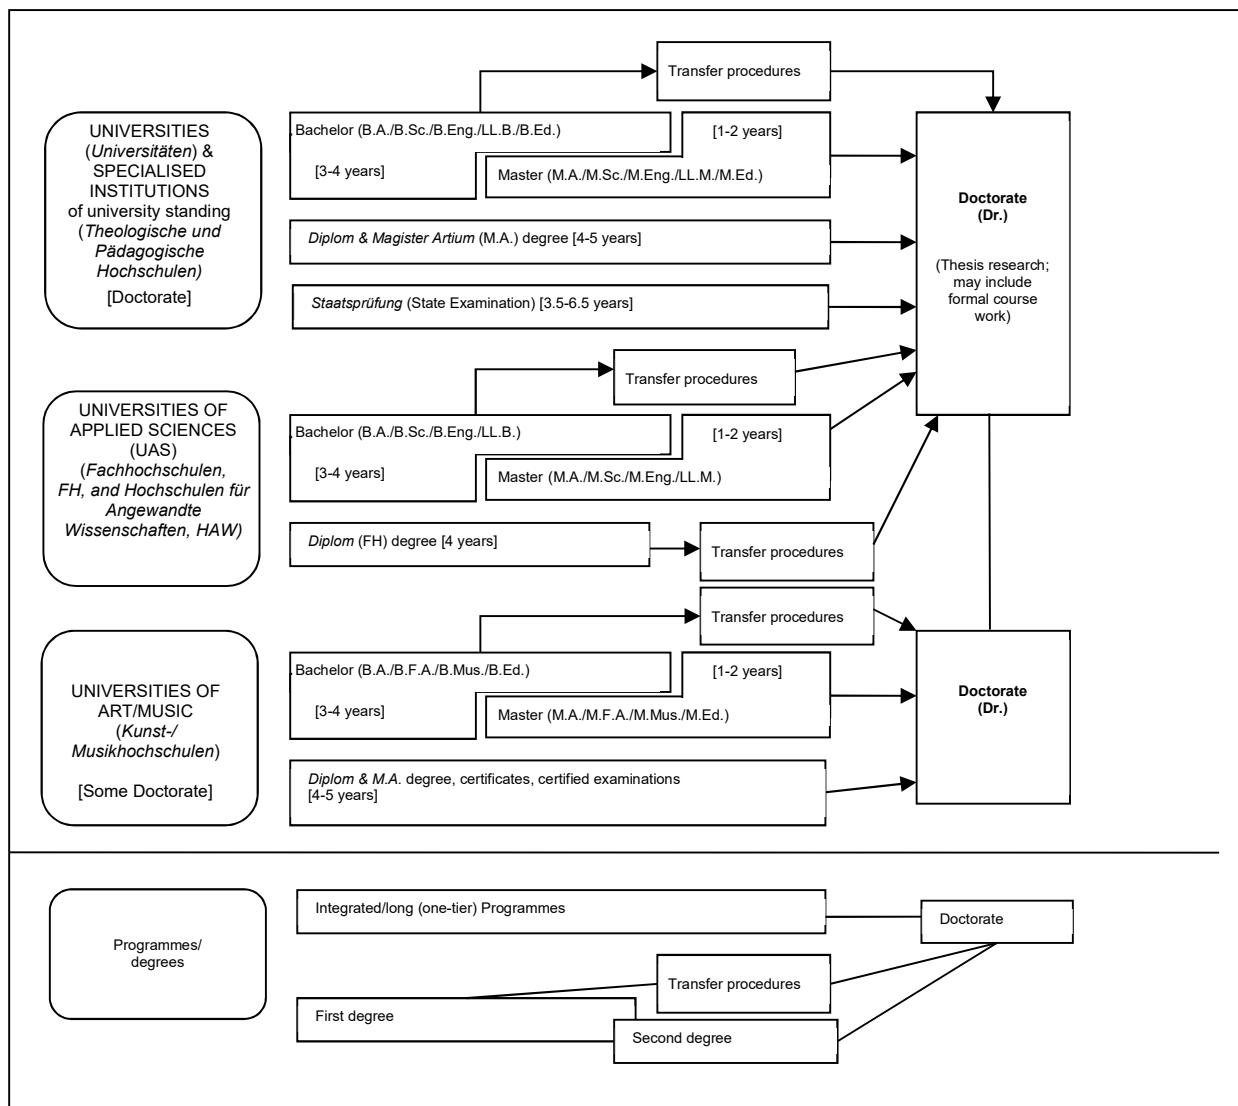 Transfer procedures
UNIVERSITIES
(Universitäten) &
SPECIALISED
INSTITUTIONS
of university standing
(Theologische und
Pädagogische
Hochschulen)
[Doctorate]
Bachelor (B.A./B.Sc./B.Eng./LL.B./B.Ed.)
[1-2 years]
[3-4 years]
Master (M.A./M.Sc./M.Eng./LL.M./M.Ed.)
Diplom & Magister Artium (M.A.) degree [4-5 years]
Staatsprüfung (State Examination) [3.5-6.5 years]
Doctorate
(Dr.)
(Thesis research;
may include
formal course
work)
Transfer procedures
UNIVERSITIES OF
APPLIED SCIENCES
(UAS)
(Fachhochschulen,
FH, and Hochschulen für
Angewandte
Wissenschaften, HAW)
Bachelor (B.A./B.Sc./B.Eng./LL.B.)
[1-2 years]
[3-4 years]
Master (M.A./M.Sc./M.Eng./LL.M.)
Diplom (FH) degree [4 years]
Transfer procedures
Transfer procedures
UNIVERSITIES OF
ART/MUSIC
(Kunst-/
Musikhochschulen)
[Some Doctorate]
Bachelor (B.A./B.F.A./B.Mus./B.Ed.)
[1-2 years]
[3-4 years]
Master (M.A./M.F.A./M.Mus./M.Ed.)
Diplom & M.A. degree, certificates, certified examinations
[4-5 years]
Doctorate
(Dr.)
Programmes/
degrees
Integrated/long (one-tier) Programmes
Doctorate
Transfer procedures
First degree
Second degree